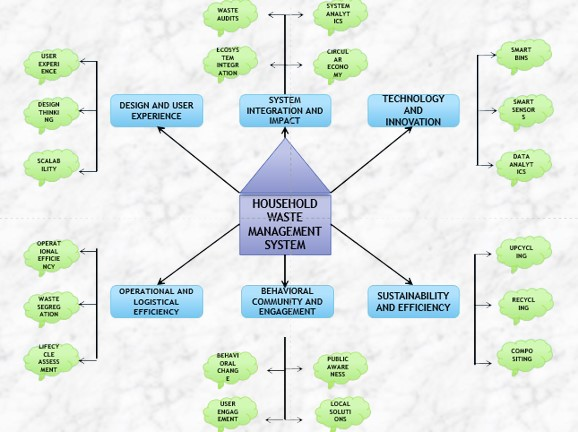 WASTE
AUDITS
SYSTEM
ANALYT
ICS
ECOSYS
TEM
INTEGR
ATION
CIRCUL
AR
ECONO
MY
USER
EXPERI
ENCE
DESIGN
THINKI
NG
SCALAB
ILITY
SMART
BINS
SMART
SENSOR
S
DATA
ANALYT
ICS
DESIGN AND USER
EXPERIENCE
SYSTEM
INTEGRATION AND
IMPACT
TECHNOLOGY
AND
INNOVATION
HOUSEHOLD
WASTE
MANAGEMENT
SYSTEM
OPERATIONAL AND
LOGISTICAL
EFFICIENCY
BEHAVIORAL
COMMUNITY AND
ENGAGEMENT
SUSTAINABILITY
AND EFFICIENCY
OPERAT
IONAL
EFFICIE
NCY
WASTE
SEGREG
ATION
LIFECY
CLE
ASSESS
MENT
UPCYCL
ING
RECYCL
ING
COMPO
SITING
BEHAVI
ORAL
CHANG
E
PUBLIC
AWARE
NESS
USER
ENGAG
EMENT
LOCAL
SOLUTI
ONS